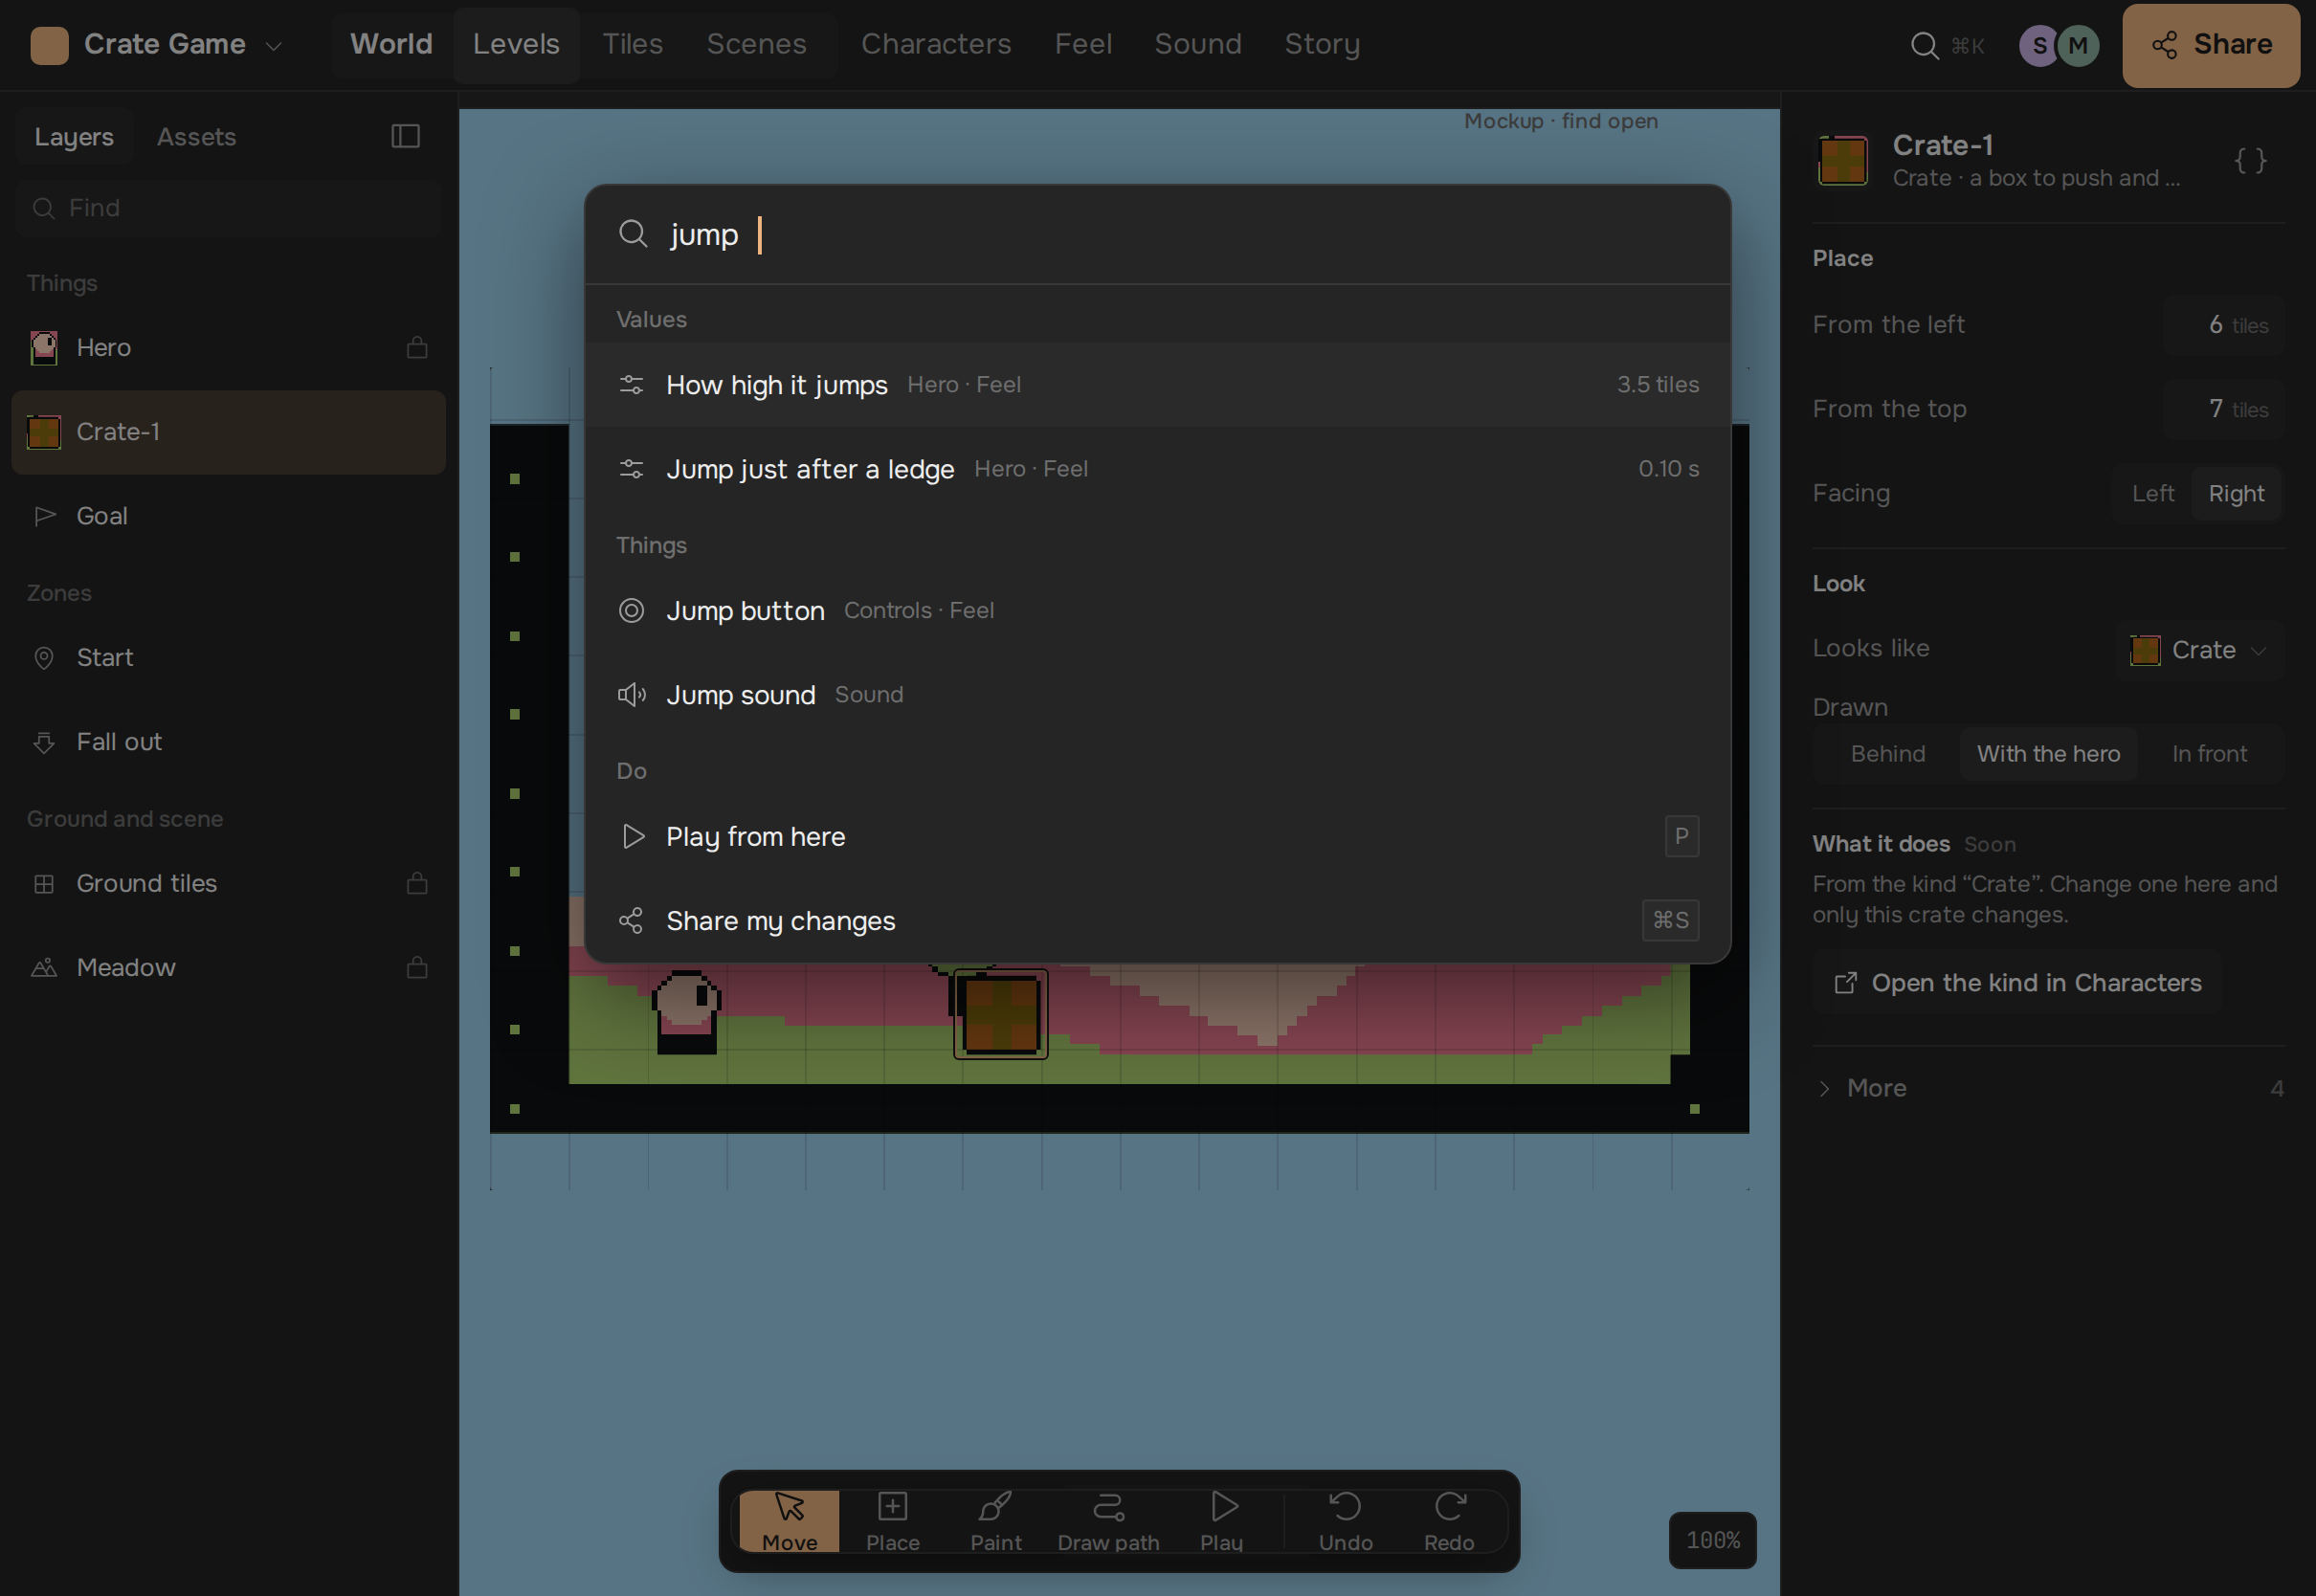 Crate Game World Levels Tiles Scenes Characters Feel Sound Story ⌘K S M Share
Layers Assets
Find
Things
Hero
Crate-1
Goal
Zones
Start
Fall out
Ground and scene
Ground tiles
Meadow
Mockup · find open
jump
Values
How high it jumps Hero · Feel 3.5 tiles
Jump just after a ledge Hero · Feel 0.10 s
Things
Jump button Controls · Feel
Jump sound Sound
Do
Play from here P
Share my changes ⌘S
Move Place Paint Draw path Play Undo Redo
100%
Crate-1
Crate · a box to push and ...
{ }
Place
From the left 6 tiles
From the top 7 tiles
Facing Left Right
Look
Looks like Crate
Drawn
Behind With the hero In front
What it does Soon
From the kind “Crate”. Change one here and
only this crate changes.
Open the kind in Characters
More 4